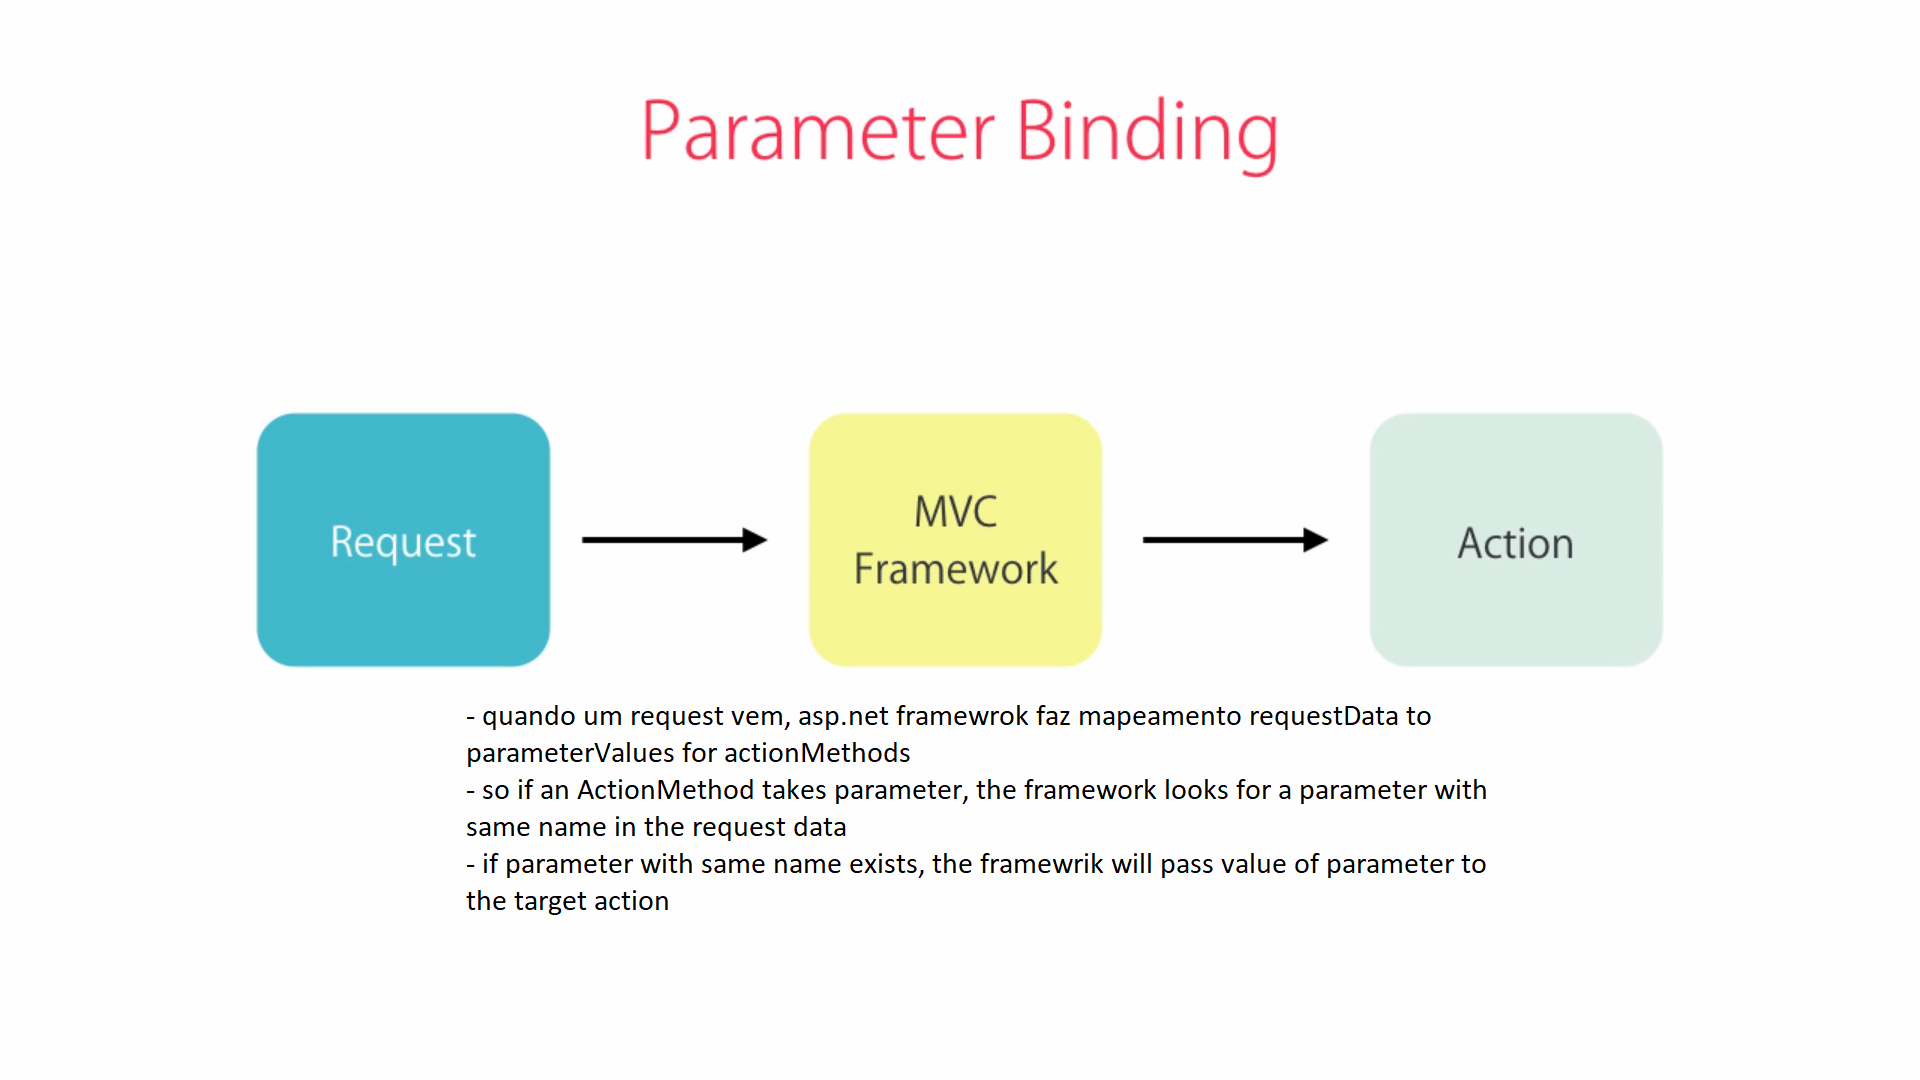 Parameter Binding
Request
MVC
Framework
Action
- quando um request vem, asp.net framewrok faz mapeamento requestData to
parameterValues for actionMethods
- so if an ActionMethod takes parameter, the framework looks for a parameter with
same name in the request data
- if parameter with same name exists, the framewrik will pass value of parameter to
the target action